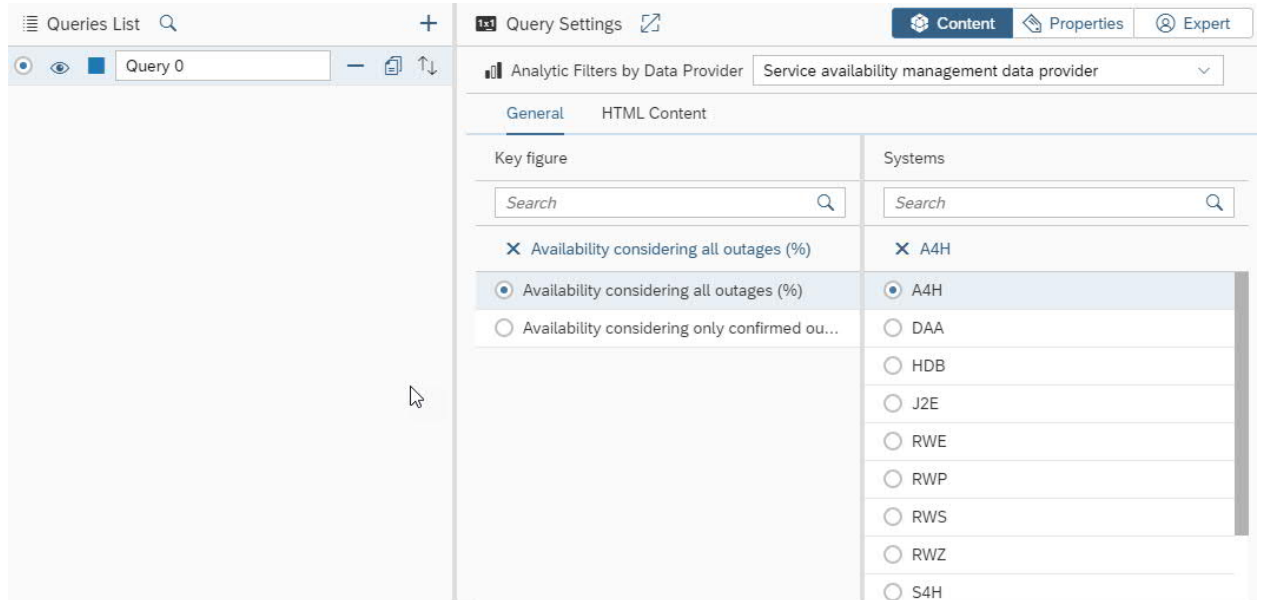 Queries List
Query 0
Query Settings
Content
Properties
Expert
Analytic Filters by Data Provider
Service availability management data provider
General
HTML Content
Key figure
Search
Availability considering all outages (%)
Availability considering all outages (%)
Availability considering only confirmed ou...
Systems
Search
A4H
A4H
DAA
HDB
J2E
RWE
RWP
RWS
RWZ
S4H